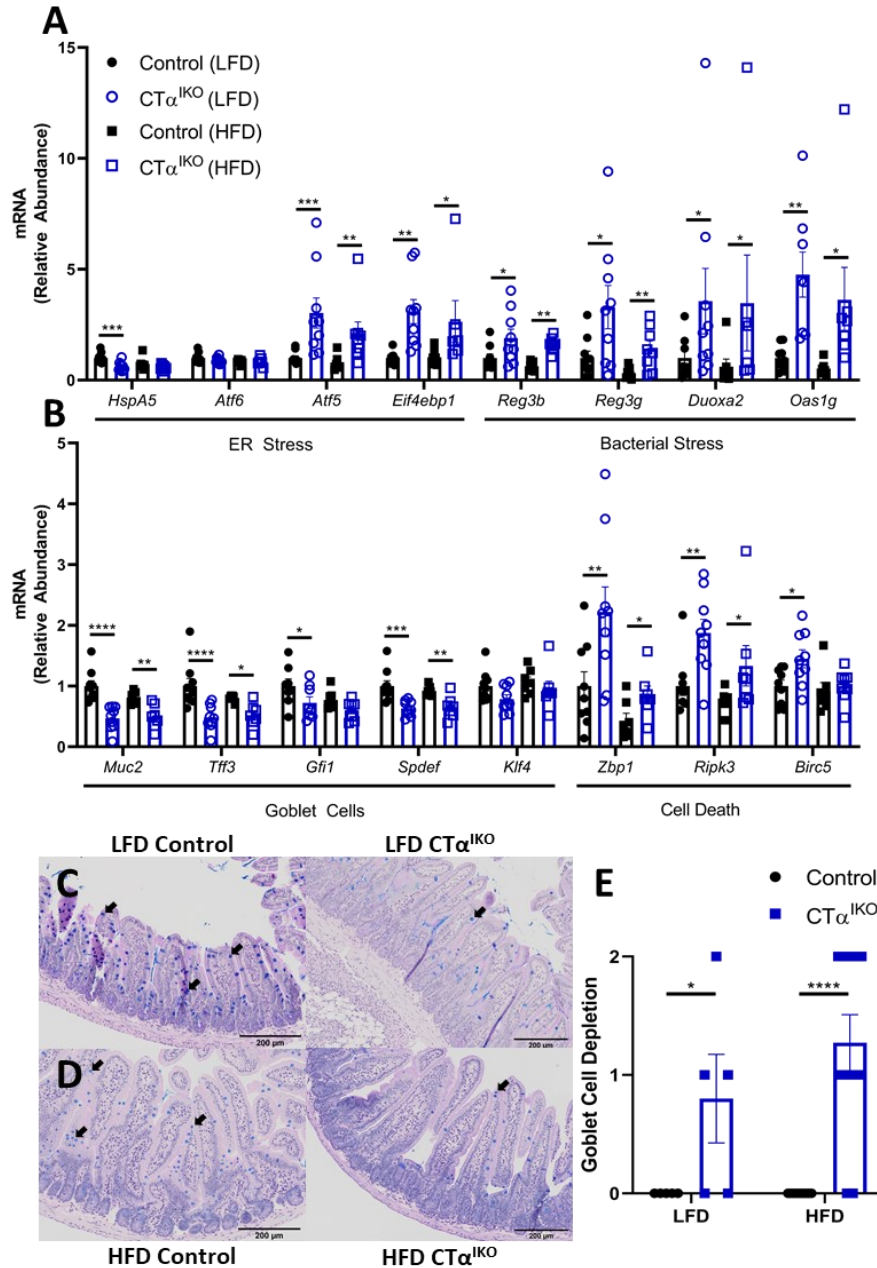 A
15
10
5
0
mRNA
(Relative Abundance)
Control (LFD)
CTα^IKO (LFD)
Control (HFD)
CTα^IKO (HFD)
*** *** ** ** * * ** * ** * * ** *
HspA5 Atf6 Atf5 Eif4ebp1 Reg3b Reg3g Duoxa2 Oas1g
ER Stress Bacterial Stress
B
5
4
3
2
1
0
mRNA
(Relative Abundance)
**** ** **** * * *** ** ** * ** * *
Muc2 Tff3 Gfi1 Spdef Klf4 Zbp1 Ripk3 Birc5
Goblet Cells Cell Death
LFD Control LFD CTα^IKO
C
200 µm 200 µm
D
200 µm 200 µm
HFD Control HFD CTα^IKO
E
Control
CTα^IKO
2
1
0
Goblet Cell Depletion
* ****
LFD HFD